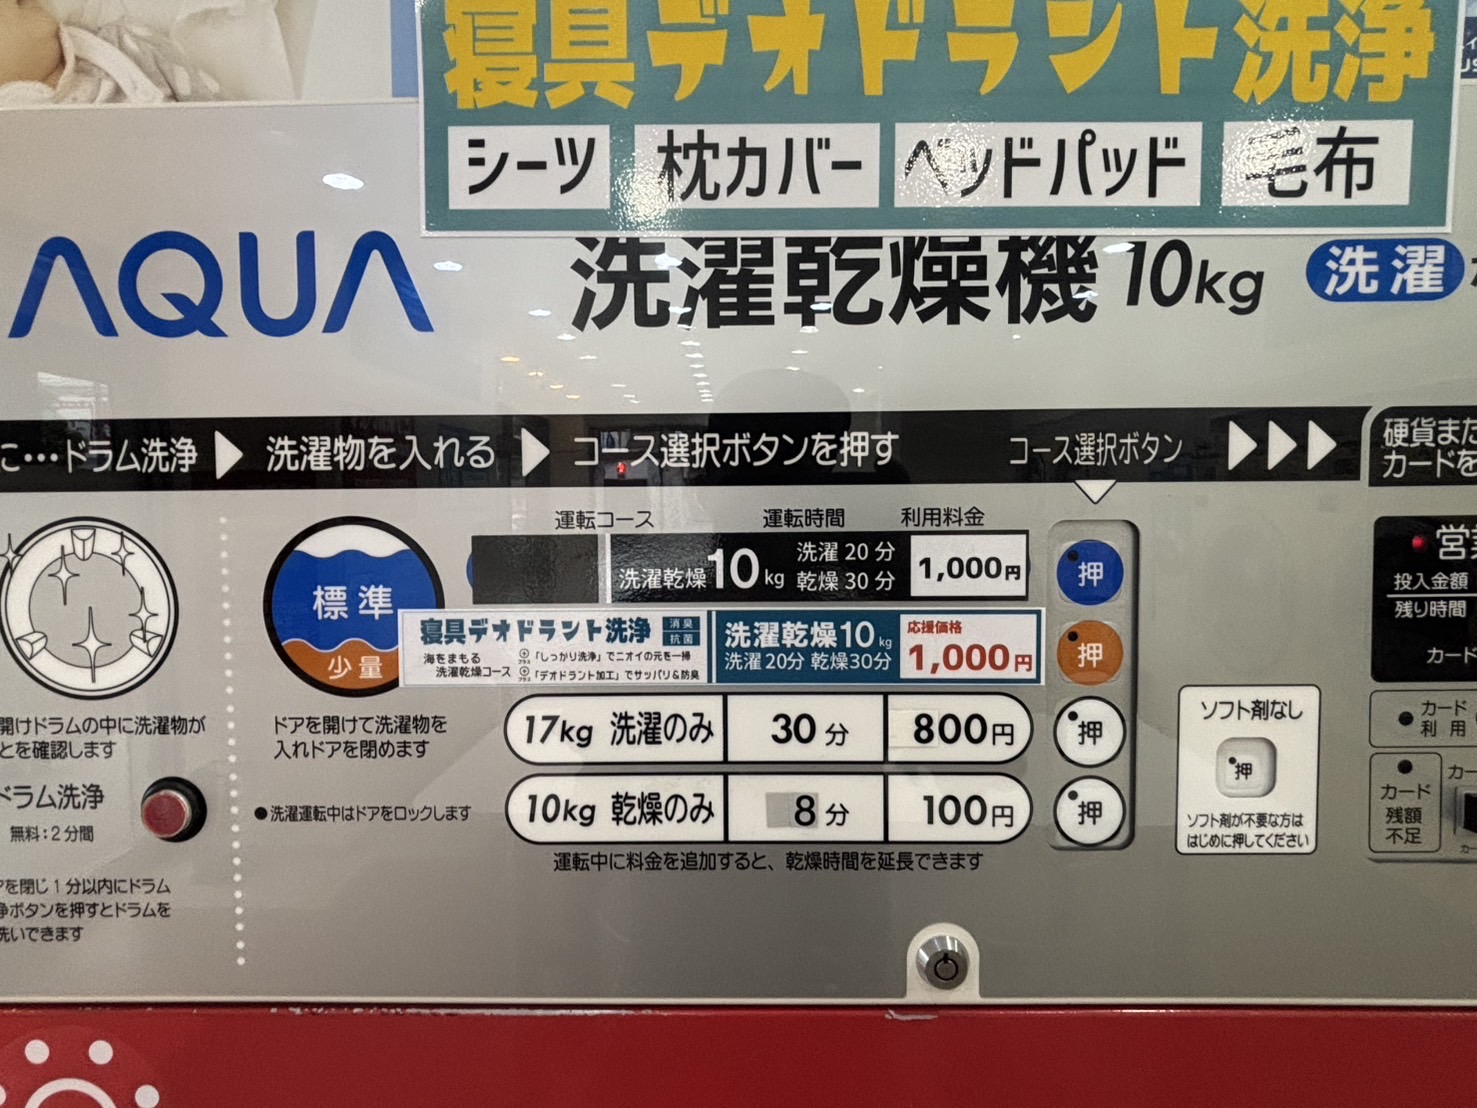 寝具デオドラント洗浄
シーツ 枕カバー ベッドパッド 毛布
AQUA 洗濯乾燥機 10kg 洗濯
に…ドラム洗浄 ▶ 洗濯物を入れる ▶ コース選択ボタンを押す コース選択ボタン ▷▷▷
硬貨また
カードを
運転コース 運転時間 利用料金
洗濯乾燥10kg 洗濯20分 乾燥30分 1,000円 押
標準
少量
寝具デオドラント洗浄 消臭 抗菌
海をまもる
洗濯乾燥コース
⊕プラス「しっかり洗浄」でニオイの元を一掃
⊕プラス「デオドラント加工」でサッパリ&防臭
洗濯乾燥10kg
洗濯20分 乾燥30分
応援価格
1,000円
押
17kg 洗濯のみ 30分 800円 押
10kg 乾燥のみ 8分 100円 押
運転中に料金を追加すると、乾燥時間を延長できます
開けドラムの中に洗濯物が
とを確認します
ドラム洗浄
無料:2分間
アを閉じ1分以内にドラム
浄ボタンを押すとドラムを
洗いできます
ドアを開けて洗濯物を
入れドアを閉めます
●洗濯運転中はドアをロックします
ソフト剤なし
押
ソフト剤が不要な方は
はじめに押してください
営
投入金額
残り時間
カード
カード
利用
カード
残額
不足
カー